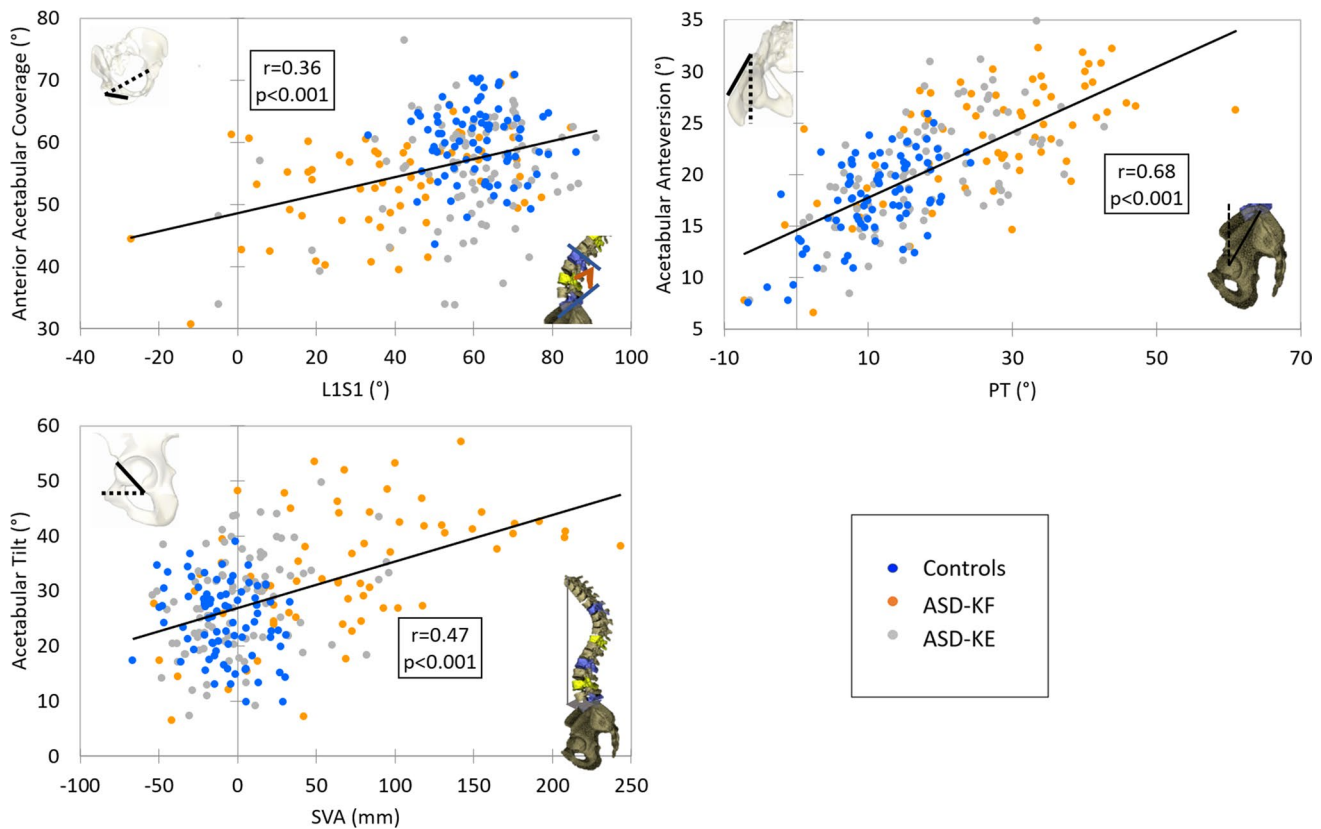 80
70
60
50
40
30
Anterior Acetabular Coverage (°)
r=0.36
p<0.001
-40 -20 0 20 40 60 80 100
L1S1 (°)
35
30
25
20
15
10
5
Acetabular Anteversion (°)
r=0.68
p<0.001
-10 10 30 50 70
PT (°)
60
50
40
30
20
10
0
Acetabular Tilt (°)
r=0.47
p<0.001
-100 -50 0 50 100 150 200 250
SVA (mm)
Controls
ASD-KF
ASD-KE